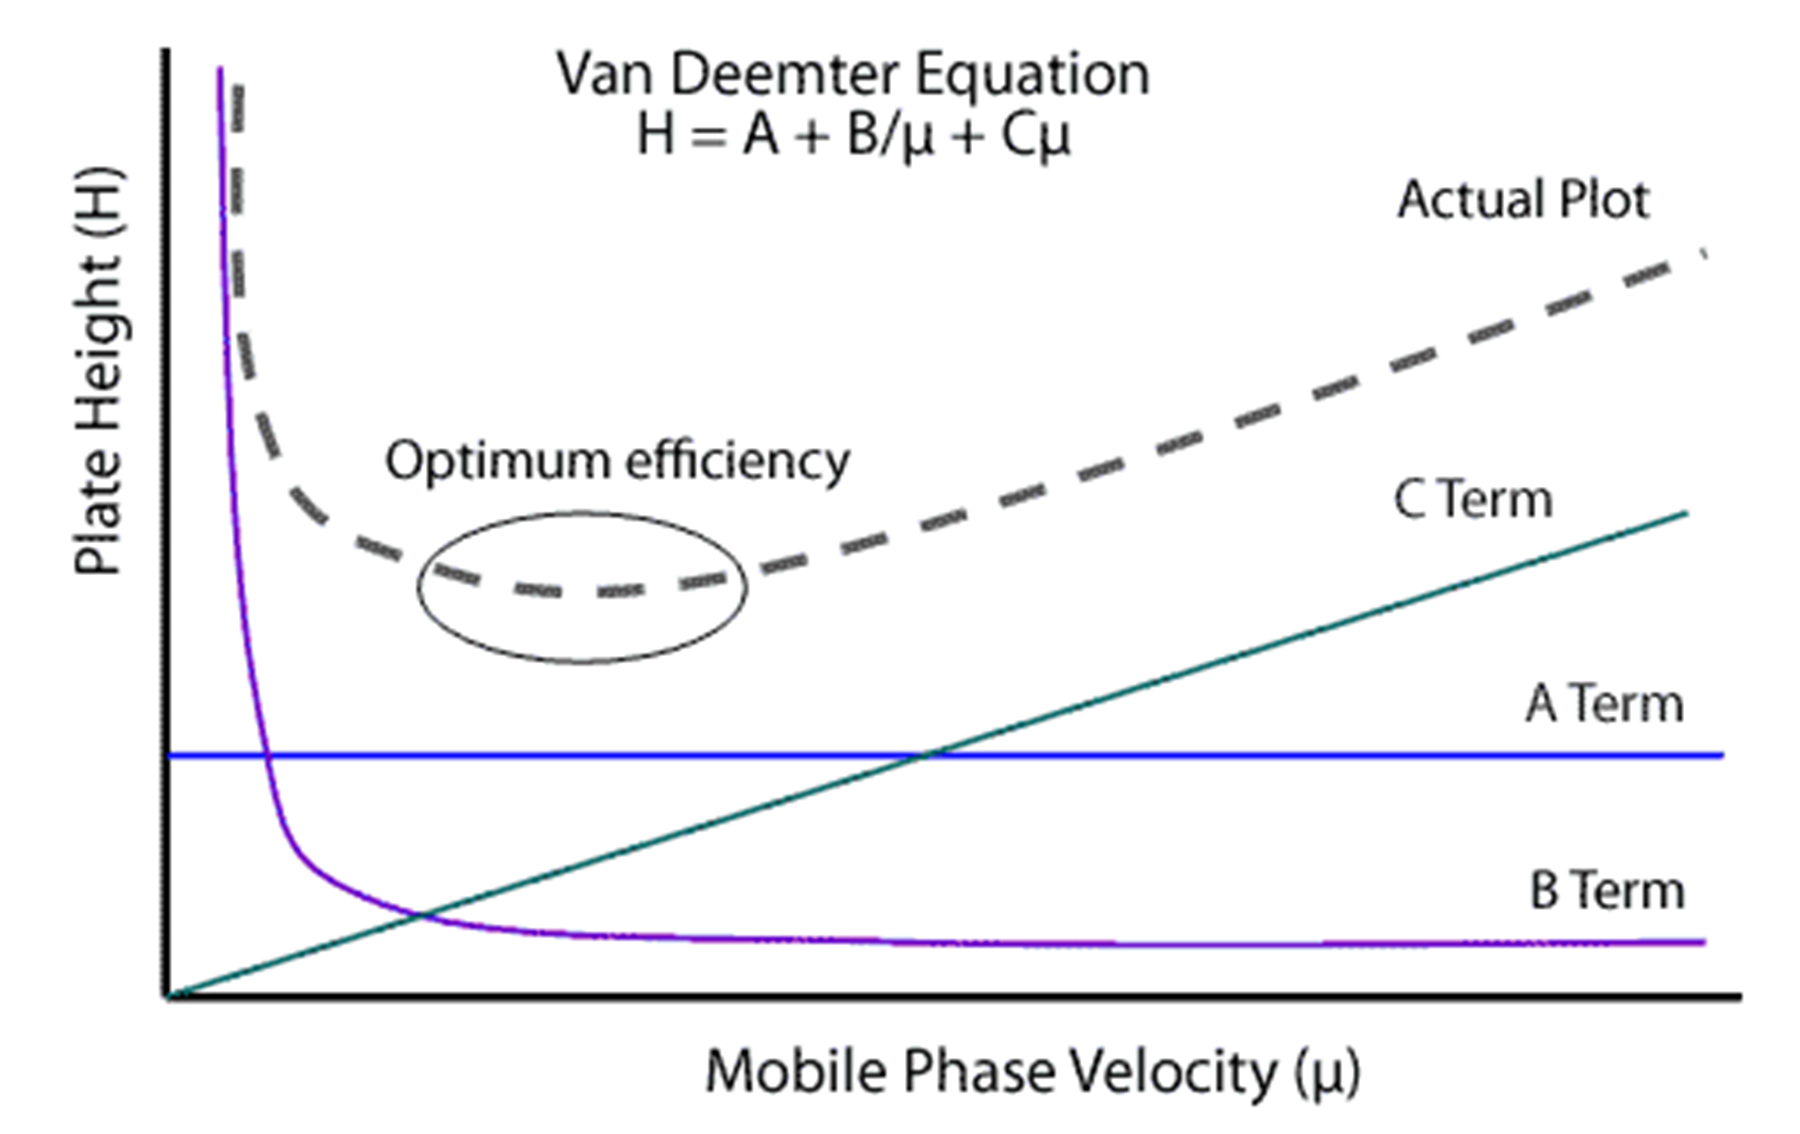 Van Deemter Equation
H = A + B/μ + Cμ
Plate Height (H)
Actual Plot
Optimum efficiency
C Term
A Term
B Term
Mobile Phase Velocity (μ)